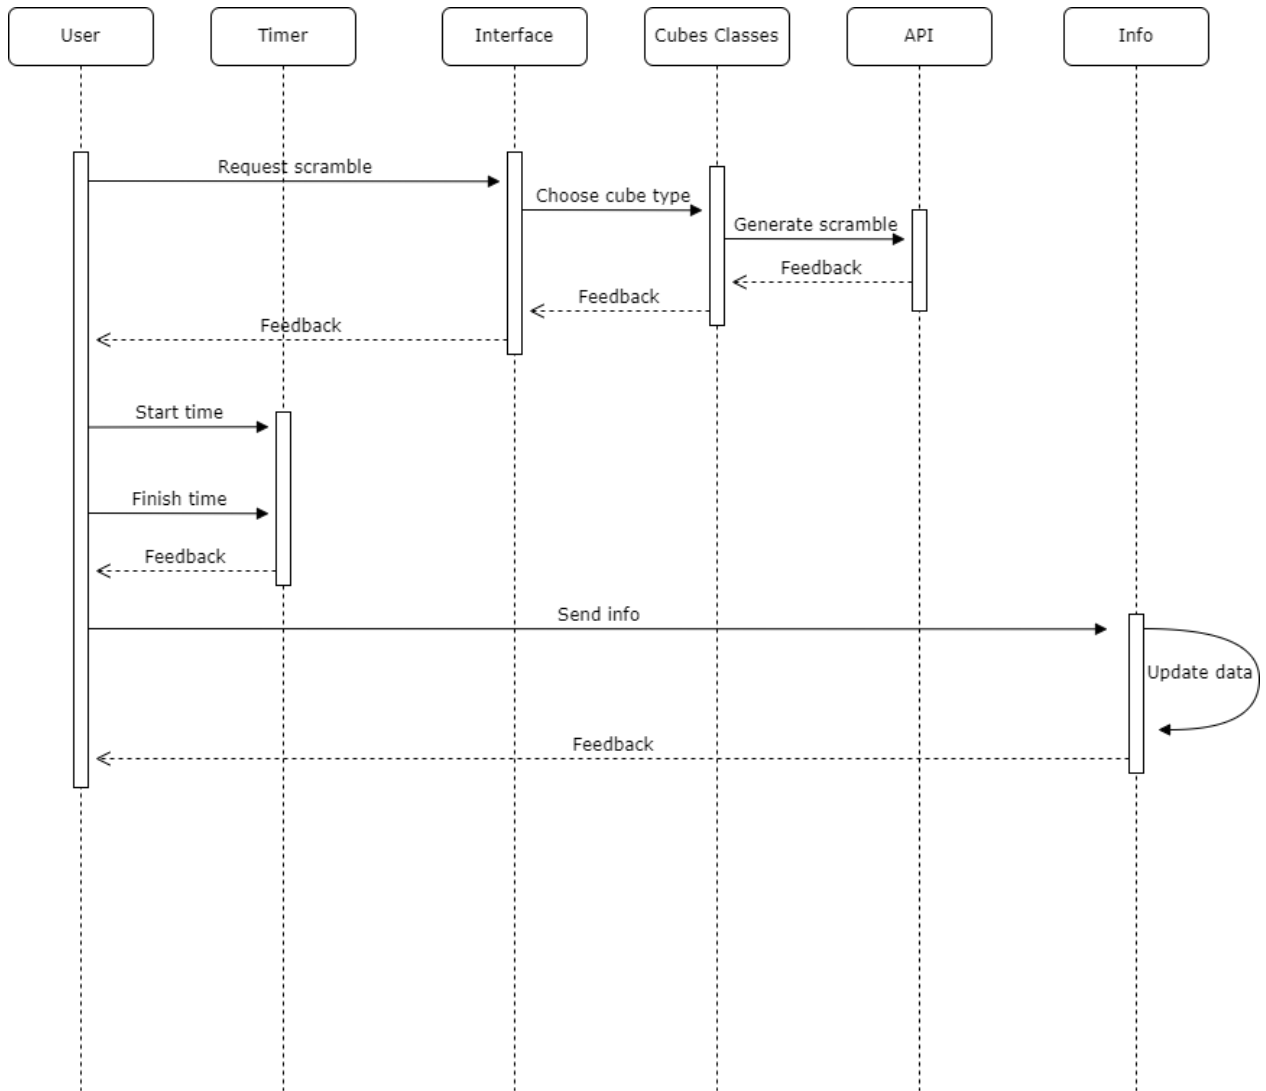 User
Timer
Interface
Cubes Classes
API
Info
Request scramble
Choose cube type
Generate scramble
Feedback
Feedback
Feedback
Start time
Finish time
Feedback
Send info
Update data
Feedback